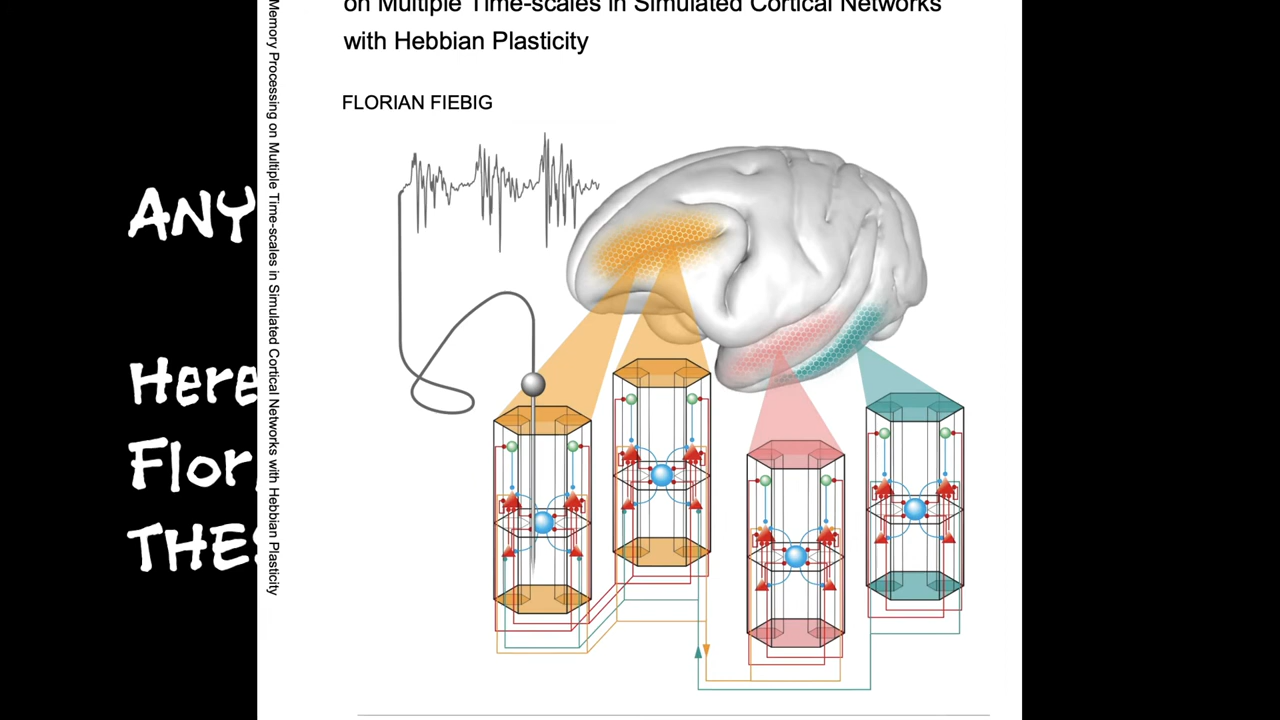 on Multiple Time-scales in Simulated Cortical Networks
with Hebbian Plasticity
FLORIAN FIEBIG
Memory Processing on Multiple Time-scales in Simulated Cortical Networks with Hebbian Plasticity
ANY
Here
Flor
THES